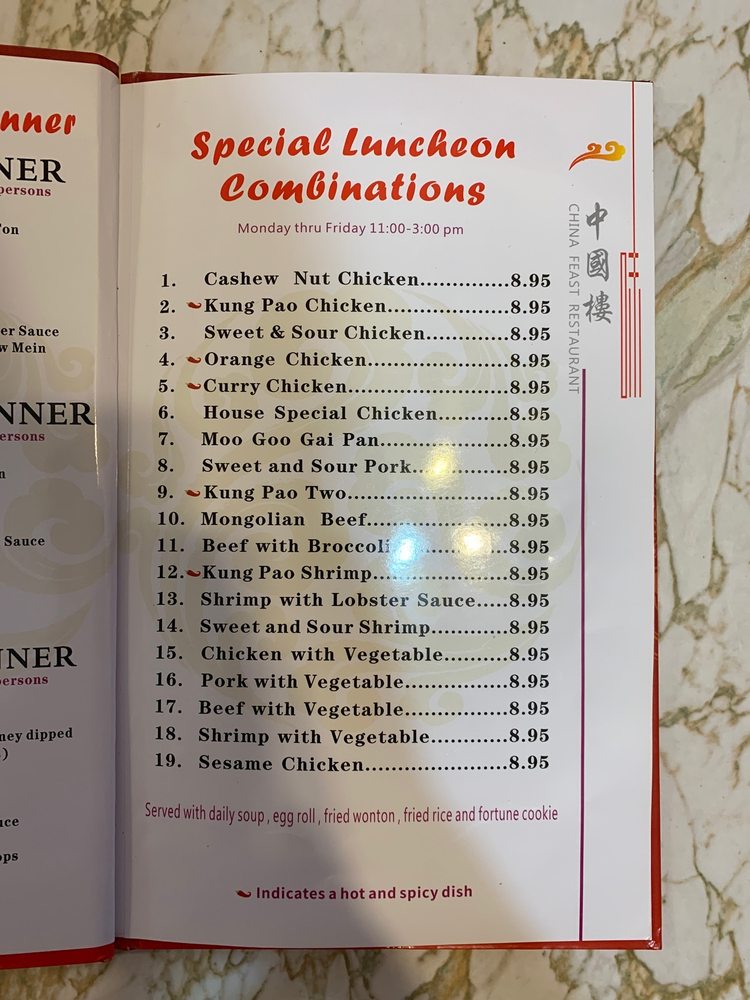 nner
NNER
persons
er Sauce
w Mein
NNER
ersons
n
Sauce
NNER
ersons
ney dipped
)
uce
ops
Special Luncheon
Combinations
Monday thru Friday 11:00-3:00 pm
1. Cashew Nut Chicken..............8.95
2. Kung Pao Chicken....................8.95
3. Sweet & Sour Chicken.............8.95
4. Orange Chicken.......................8.95
5. Curry Chicken..........................8.95
6. House Special Chicken...........8.95
7. Moo Goo Gai Pan.....................8.95
8. Sweet and Sour Pork...............8.95
9. Kung Pao Two..........................8.95
10. Mongolian Beef.......................8.95
11. Beef with Broccoli...................8.95
12. Kung Pao Shrimp.....................8.95
13. Shrimp with Lobster Sauce.....8.95
14. Sweet and Sour Shrimp............8.95
15. Chicken with Vegetable..........8.95
16. Pork with Vegetable................8.95
17. Beef with Vegetable................8.95
18. Shrimp with Vegetable............8.95
19. Sesame Chicken.......................8.95
Served with daily soup , egg roll , fried wonton , fried rice and fortune cookie
Indicates a hot and spicy dish
中國樓
CHINA FEAST RESTAURANT